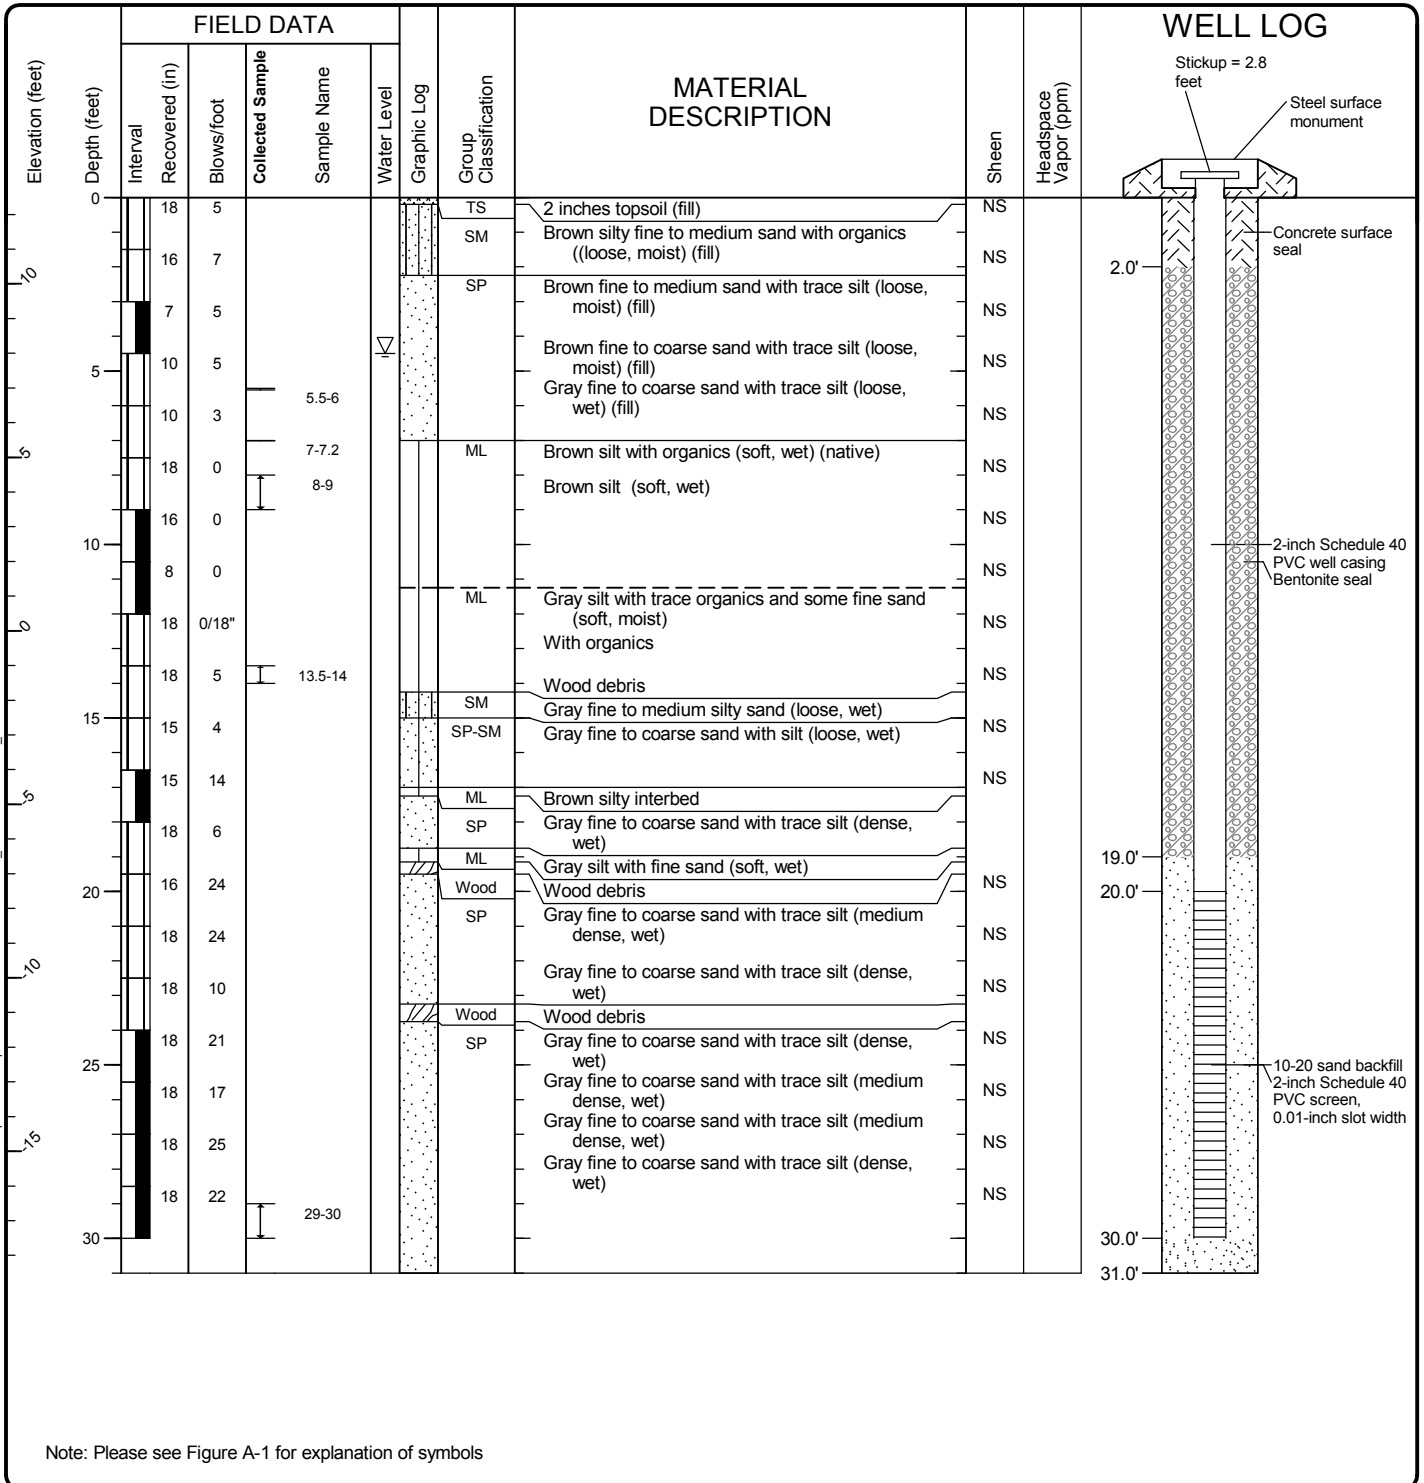 FIELD DATA
WELL LOG
Elevation (feet)
Depth (feet)
Interval
Recovered (in)
Blows/foot
Collected Sample
Sample Name
Water Level
Graphic Log
Group
Classification
MATERIAL
DESCRIPTION
Sheen
Headspace
Vapor (ppm)
Stickup = 2.8
feet
Steel surface
monument
0
18 5
TS
2 inches topsoil (fill)
NS
SM
Brown silty fine to medium sand with organics
((loose, moist) (fill)
Concrete surface
seal
16 7
NS
2.0'
10
SP
Brown fine to medium sand with trace silt (loose,
moist) (fill)
7 5
NS
Brown fine to coarse sand with trace silt (loose,
moist) (fill)
10 5
NS
5
Gray fine to coarse sand with trace silt (loose,
wet) (fill)
5.5-6
10 3
NS
5
7-7.2
ML
Brown silt with organics (soft, wet) (native)
18 0
NS
8-9
Brown silt (soft, wet)
16 0
NS
10
2-inch Schedule 40
PVC well casing
Bentonite seal
8 0
NS
ML
Gray silt with trace organics and some fine sand
(soft, moist)
18 0/18"
NS
0
With organics
18 5
13.5-14
NS
Wood debris
SM
Gray fine to medium silty sand (loose, wet)
15
15 4
SP-SM
Gray fine to coarse sand with silt (loose, wet)
NS
15 14
NS
-5
ML
Brown silty interbed
18 6
SP
Gray fine to coarse sand with trace silt (dense,
wet)
ML
Gray silt with fine sand (soft, wet)
19.0'
16 24
Wood
Wood debris
NS
20
20.0'
SP
Gray fine to coarse sand with trace silt (medium
dense, wet)
18 24
NS
-10
Gray fine to coarse sand with trace silt (dense,
wet)
18 10
NS
Wood
Wood debris
18 21
SP
Gray fine to coarse sand with trace silt (dense,
wet)
NS
25
10-20 sand backfill
2-inch Schedule 40
PVC screen,
0.01-inch slot width
Gray fine to coarse sand with trace silt (medium
dense, wet)
18 17
NS
Gray fine to coarse sand with trace silt (medium
dense, wet)
18 25
NS
-15
Gray fine to coarse sand with trace silt (dense,
wet)
18 22
NS
29-30
30
30.0'
31.0'
Note: Please see Figure A-1 for explanation of symbols